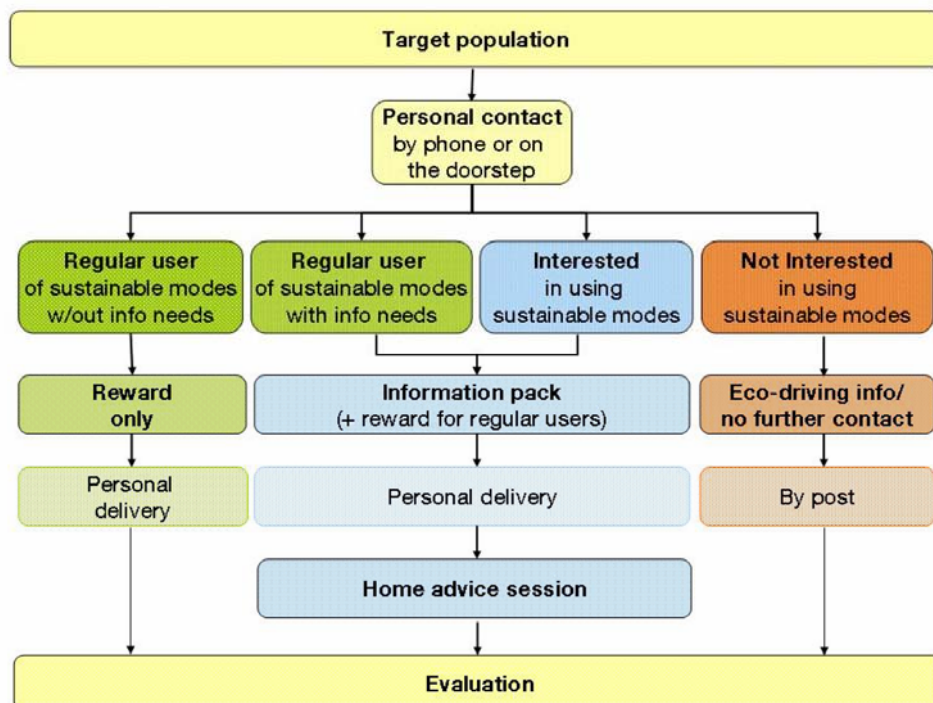 Target population
Personal contact
by phone or on
the doorstep
Regular user
of sustainable modes
w/out info needs
Regular user
of sustainable modes
with info needs
Interested
in using
sustainable modes
Not Interested
in using
sustainable modes
Reward
only
Information pack
(+ reward for regular users)
Eco-driving info/
no further contact
Personal
delivery
Personal delivery
By post
Home advice session
Evaluation